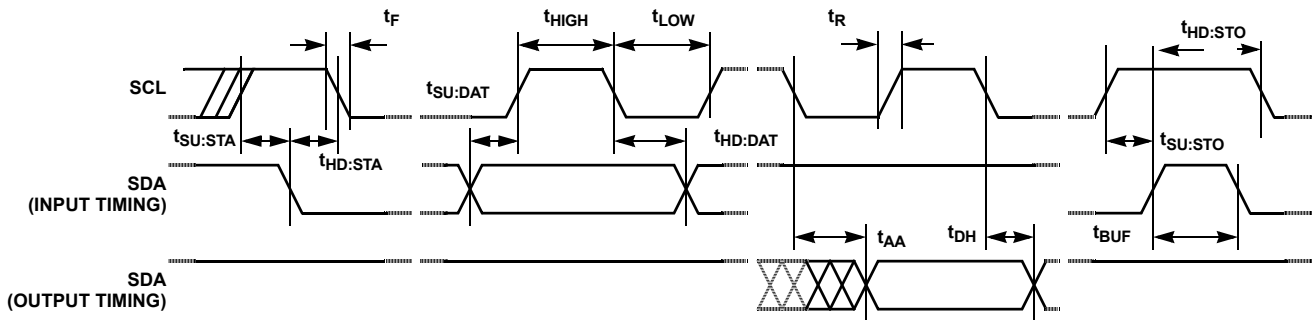 tF
tHIGH
tLOW
tR
tHD:STO
SCL
tSU:DAT
tSU:STA
tHD:STA
tHD:DAT
tSU:STO
SDA
(INPUT TIMING)
tAA
tDH
tBUF
SDA
(OUTPUT TIMING)